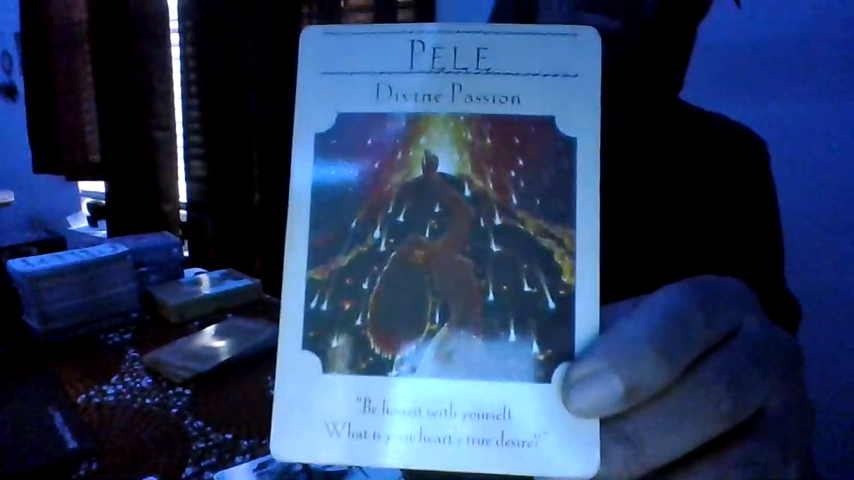 PELE
Divine Passion
"Be honest with yourself.
What is your heart's true desire?"